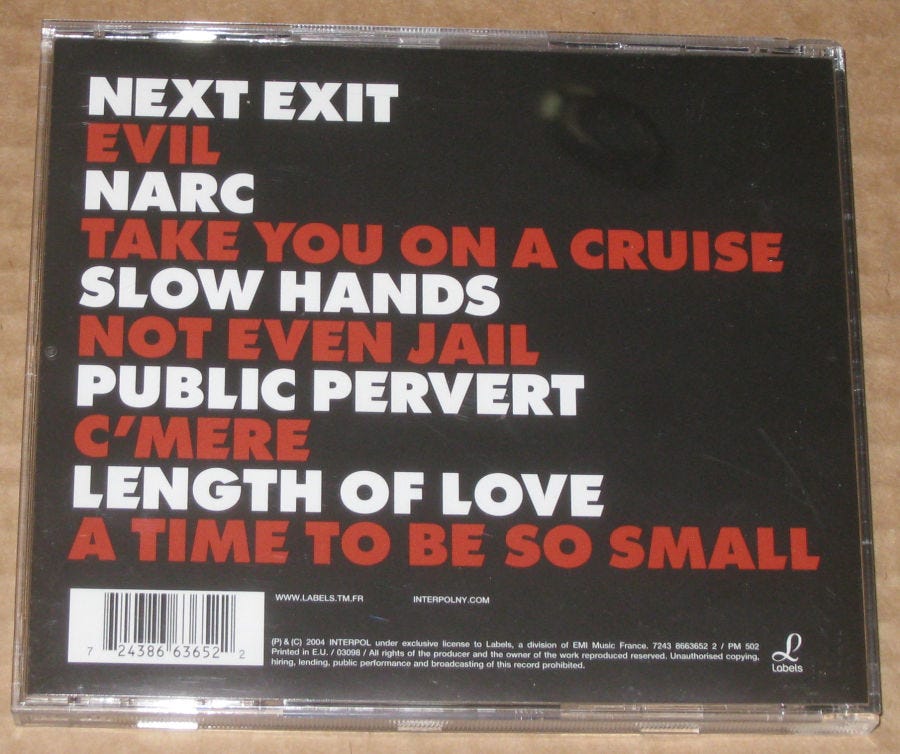 NEXT EXIT
EVIL
NARC
TAKE YOU ON A CRUISE
SLOW HANDS
NOT EVEN JAIL
PUBLIC PERVERT
C'MERE
LENGTH OF LOVE
A TIME TO BE SO SMALL
WWW.LABELS.TM.FR INTERPOLNY.COM
7 24386 63652 2
(P) & (C) 2004 INTERPOL under exclusive license to Labels, a division of EMI Music France. 7243 8663652 2 / PM 502
Printed in E.U. / 03098 / All rights of the producer and the owner of the work reproduced reserved. Unauthorised copying,
hiring, lending, public performance and broadcasting of this record prohibited.
L
Labels